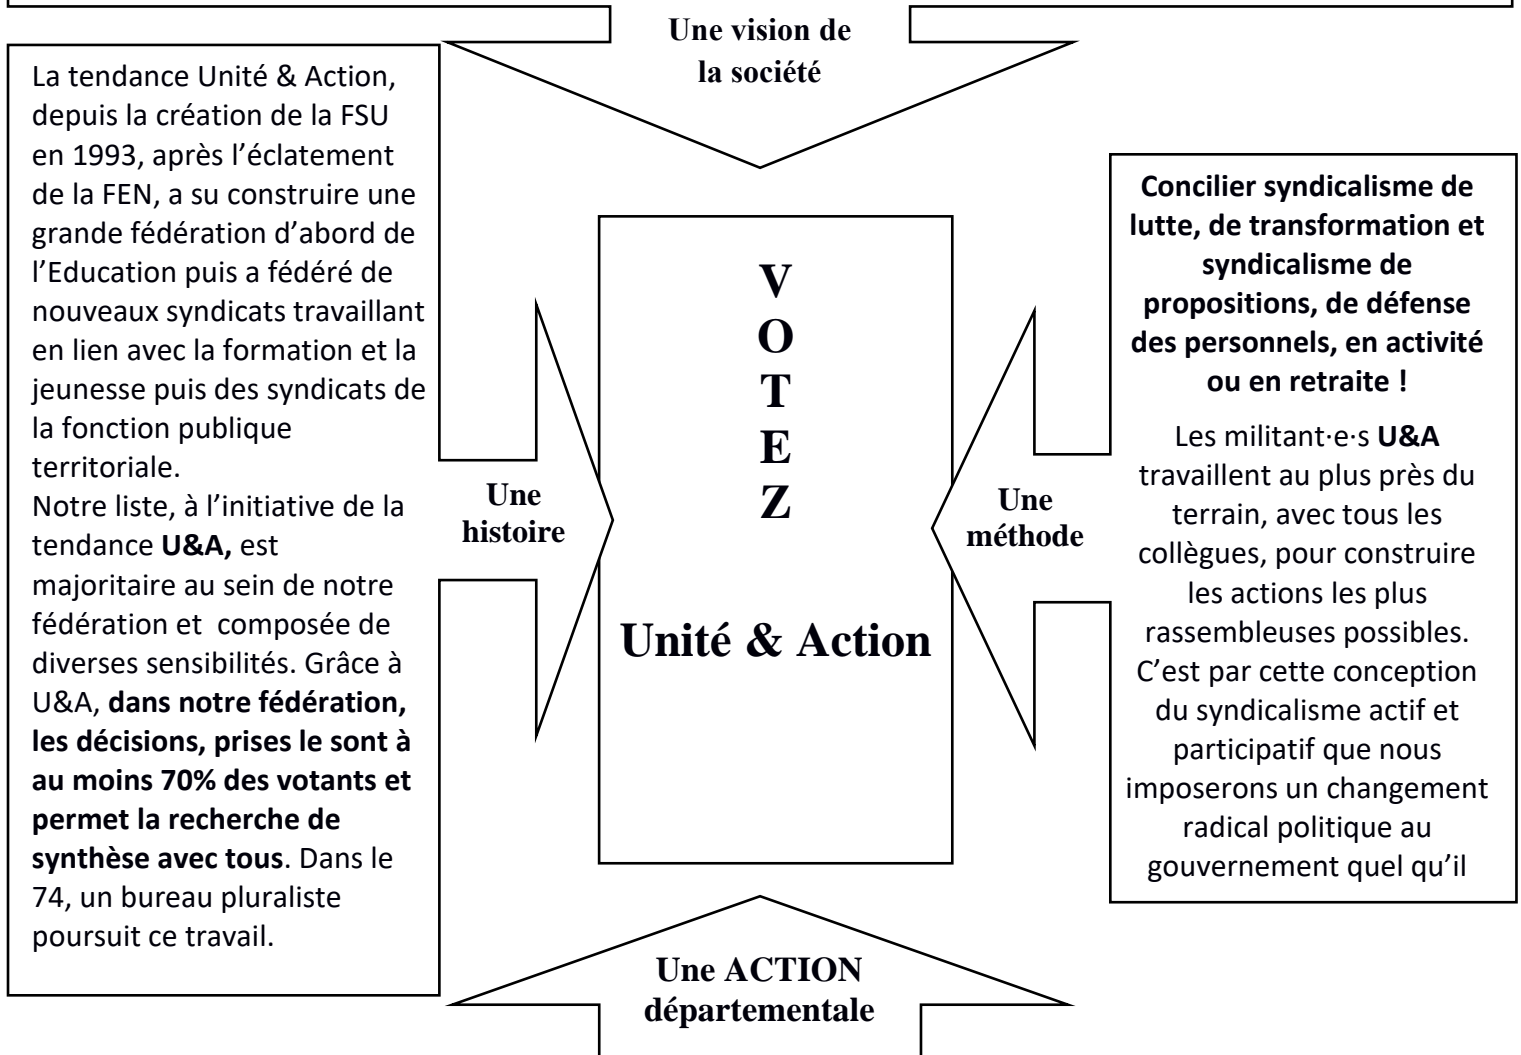 Une vision de
la société
La tendance Unité & Action,
depuis la création de la FSU
en 1993, après l’éclatement
de la FEN, a su construire une
grande fédération d’abord de
l’Education puis a fédéré de
nouveaux syndicats travaillant
en lien avec la formation et la
jeunesse puis des syndicats de
la fonction publique
territoriale.
Notre liste, à l’initiative de la
tendance U&A, est
majoritaire au sein de notre
fédération et  composée de
diverses sensibilités. Grâce à
U&A, dans notre fédération,
les décisions, prises le sont à
au moins 70% des votants et
permet la recherche de
synthèse avec tous. Dans le
74, un bureau pluraliste
poursuit ce travail.
Une
histoire
V
O
T
E
Z
Unité & Action
Une
méthode
Concilier syndicalisme de
lutte, de transformation et
syndicalisme de
propositions, de défense
des personnels, en activité
ou en retraite !
Les militant·e·s U&A
travaillent au plus près du
terrain, avec tous les
collègues, pour construire
les actions les plus
rassembleuses possibles.
C’est par cette conception
du syndicalisme actif et
participatif que nous
imposerons un changement
radical politique au
gouvernement quel qu’il
Une ACTION
départementale